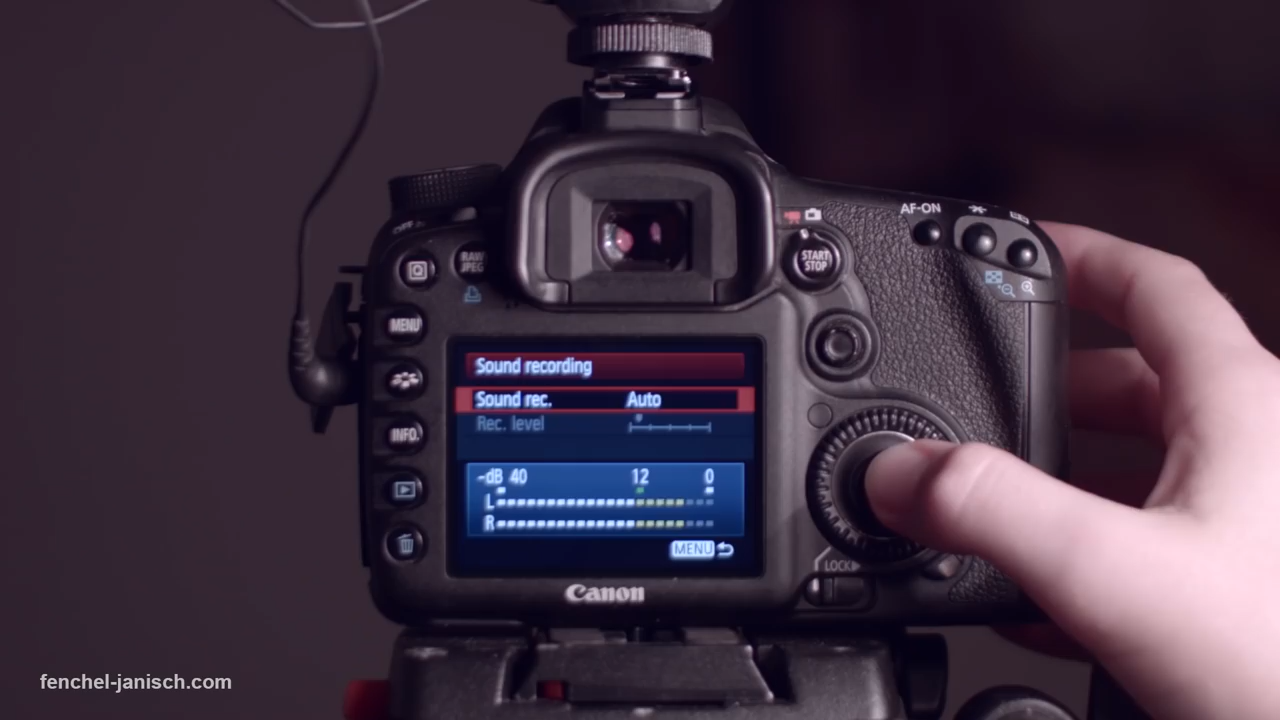 AF-ON
OFF
RAW
JPEG
START
STOP
MENU
INFO.
Sound recording
Sound rec. Auto
Rec. level
-dB 40 12 0
L
R
MENU
LOCK
Canon
fenchel-janisch.com